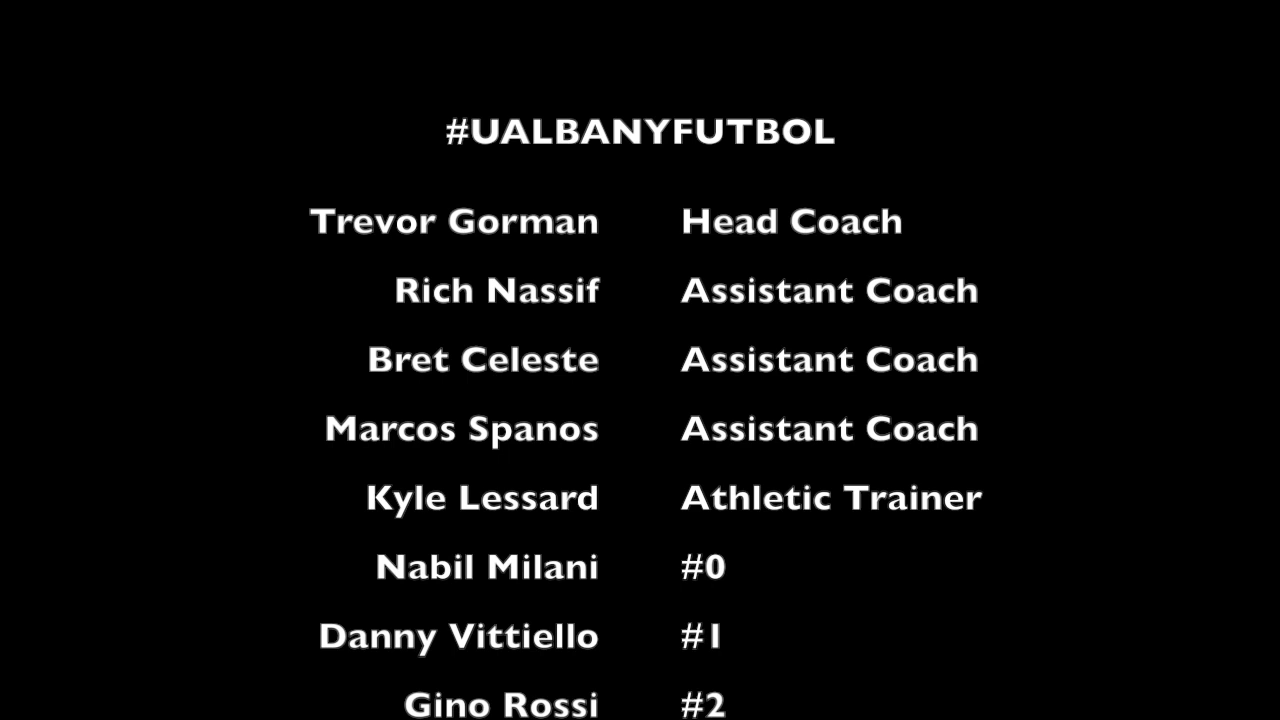 #UALBANYFUTBOL
Trevor Gorman Head Coach
Rich Nassif Assistant Coach
Bret Celeste Assistant Coach
Marcos Spanos Assistant Coach
Kyle Lessard Athletic Trainer
Nabil Milani #0
Danny Vittiello #1
Gino Rossi #2